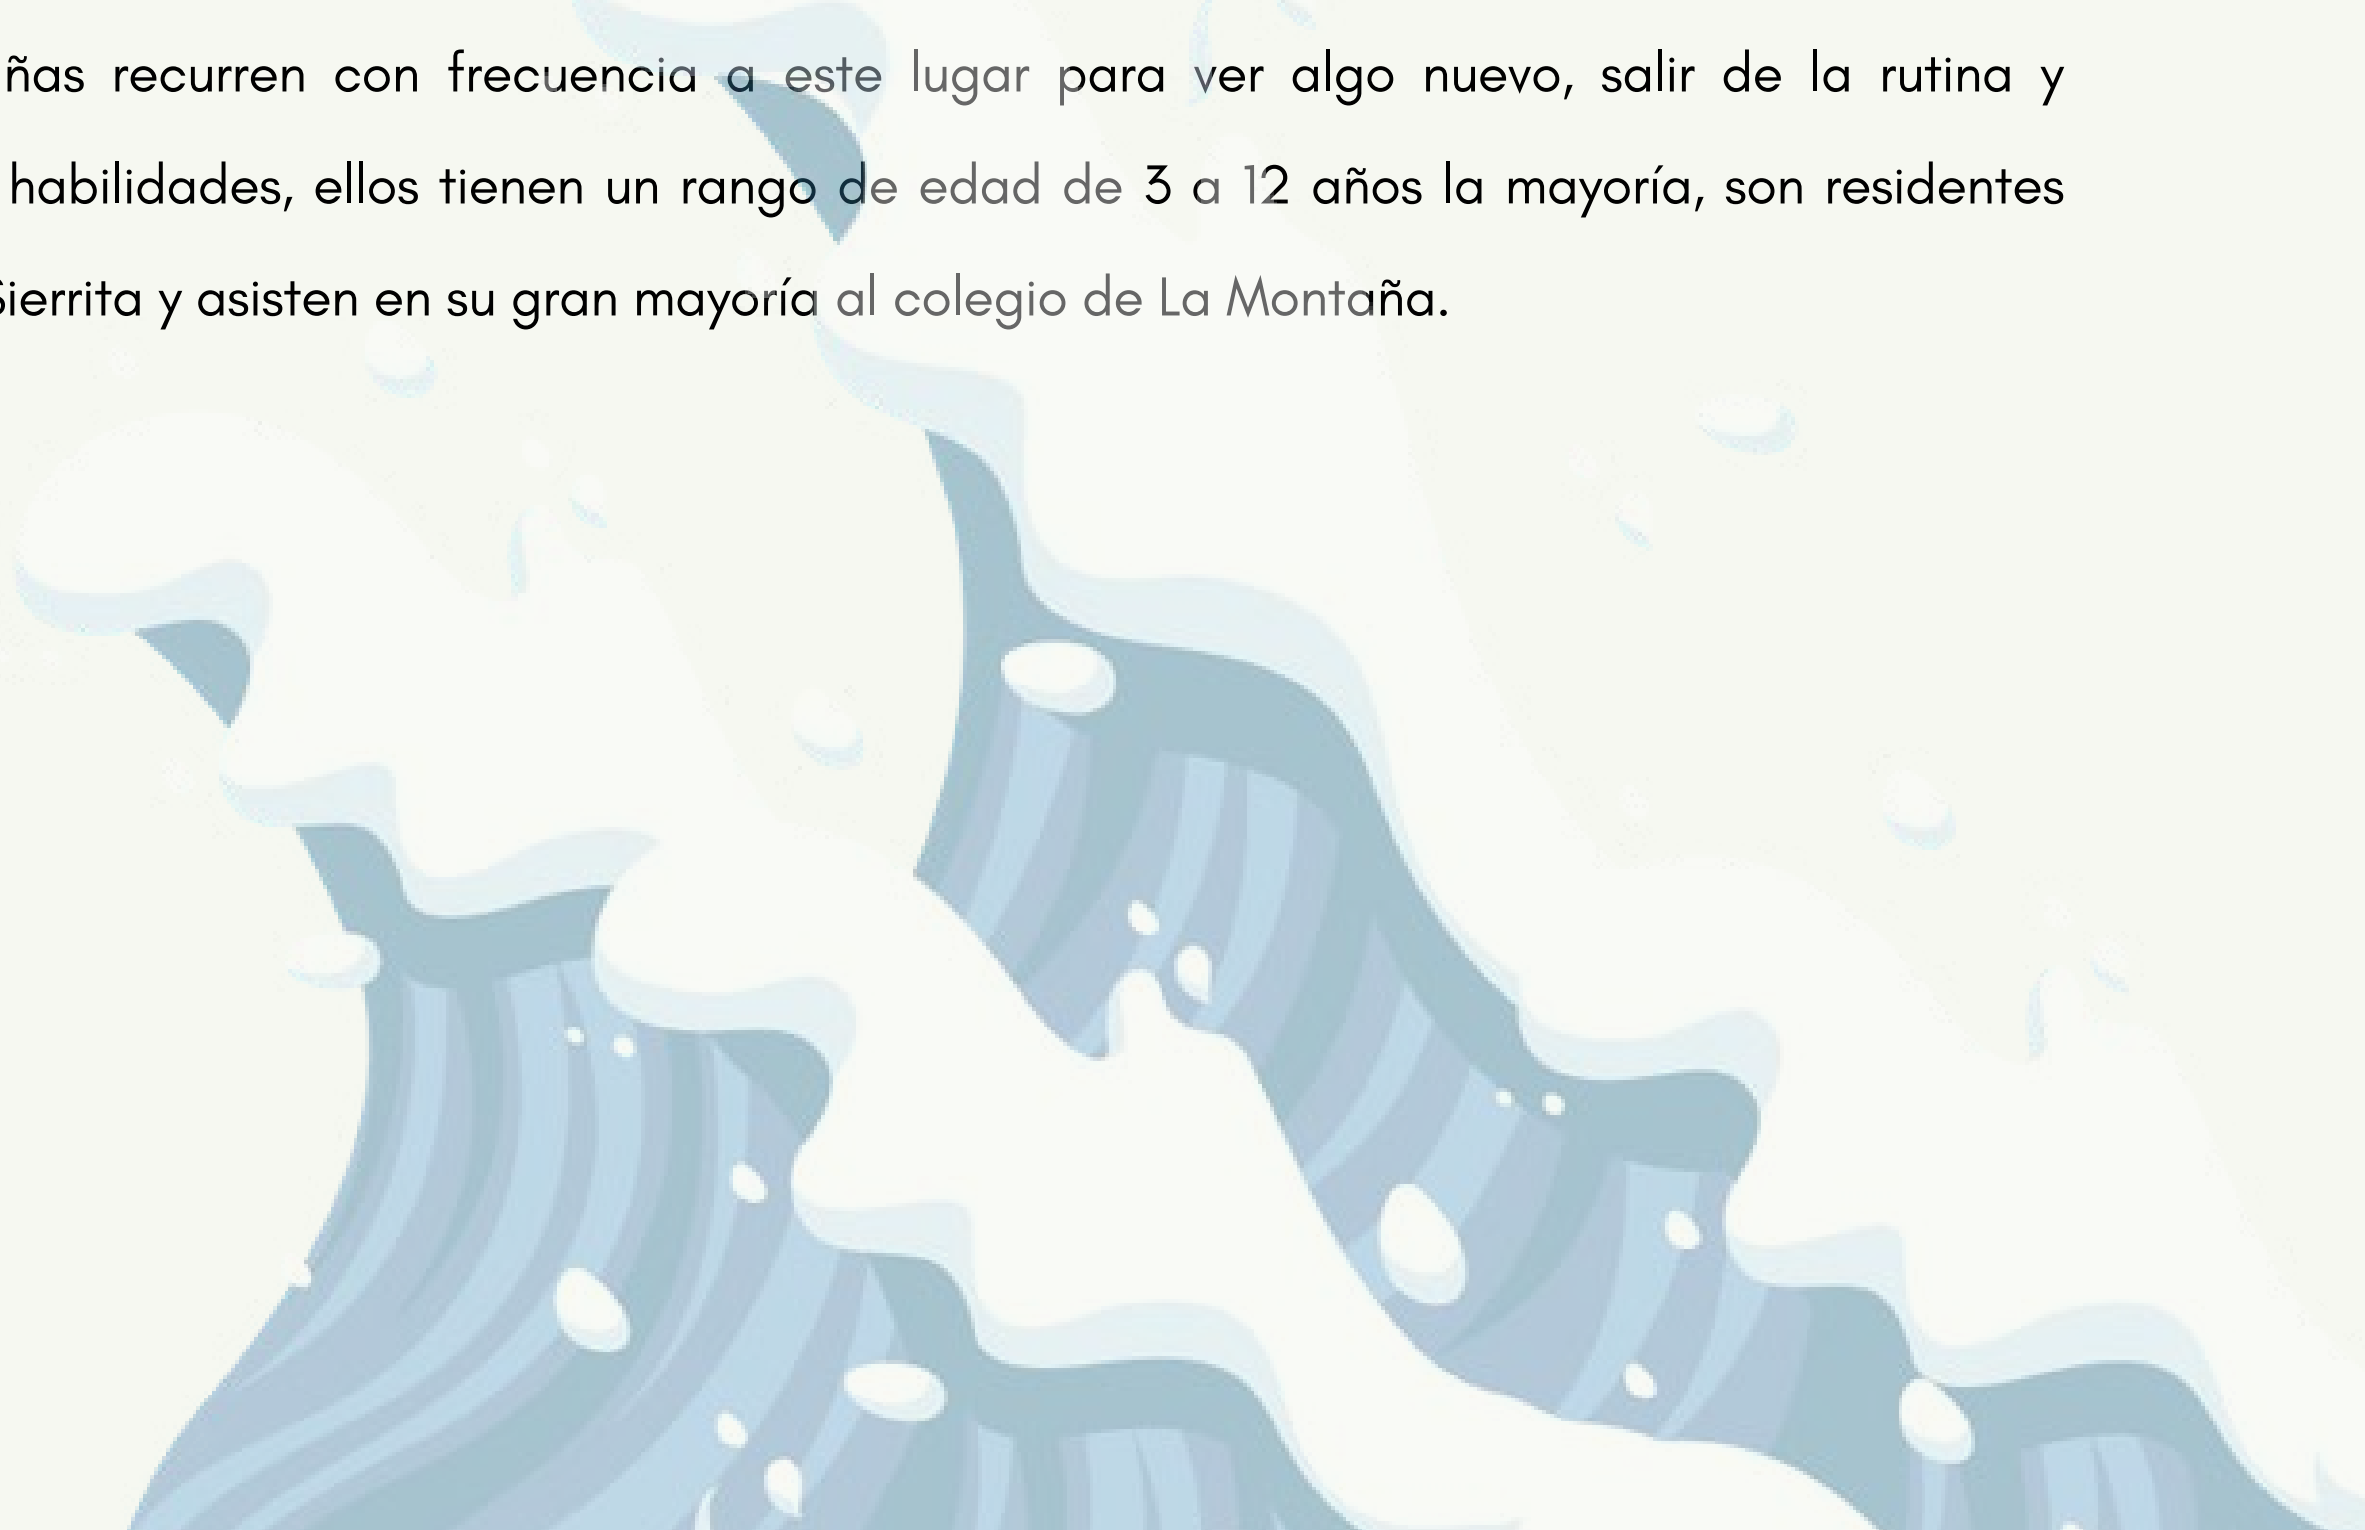 ñas recurren con frecuencia a este lugar para ver algo nuevo, salir de la rutina y
habilidades, ellos tienen un rango de edad de 3 a 12 años la mayoría, son residentes
Sierrita y asisten en su gran mayoría al colegio de La Montaña.